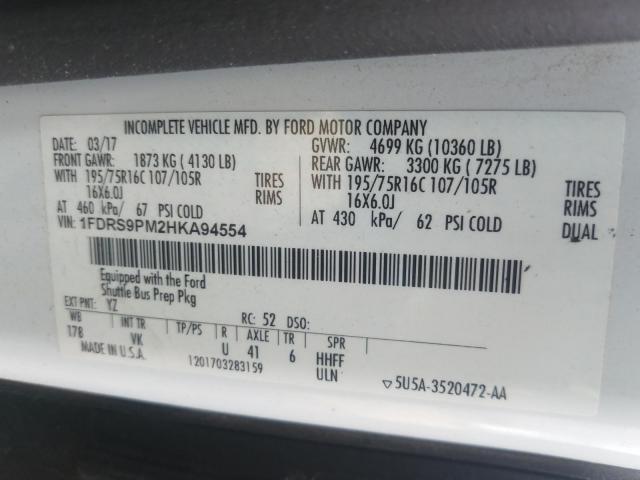 INCOMPLETE VEHICLE MFD. BY FORD MOTOR COMPANY
DATE: 03/17 GVWR: 4699 KG (10360 LB)
FRONT GAWR: 1873 KG ( 4130 LB) REAR GAWR: 3300 KG ( 7275 LB)
WITH 195/75R16C 107/105R TIRES WITH 195/75R16C 107/105R TIRES
16X6.0J RIMS 16X6.0J RIMS
AT 460 kPa/ 67 PSI COLD AT 430 kPa/ 62 PSI COLD DUAL
VIN: 1FDRS9PM2HKA94554
Equipped with the Ford
Shuttle Bus Prep Pkg
EXT PNT: YZ RC: 52 DSO:
WB INT TR TP/PS R AXLE TR SPR
178 VK U 41 6 HHFF
MADE IN U.S.A. 1201703283159 ULN 5U5A-3520472-AA